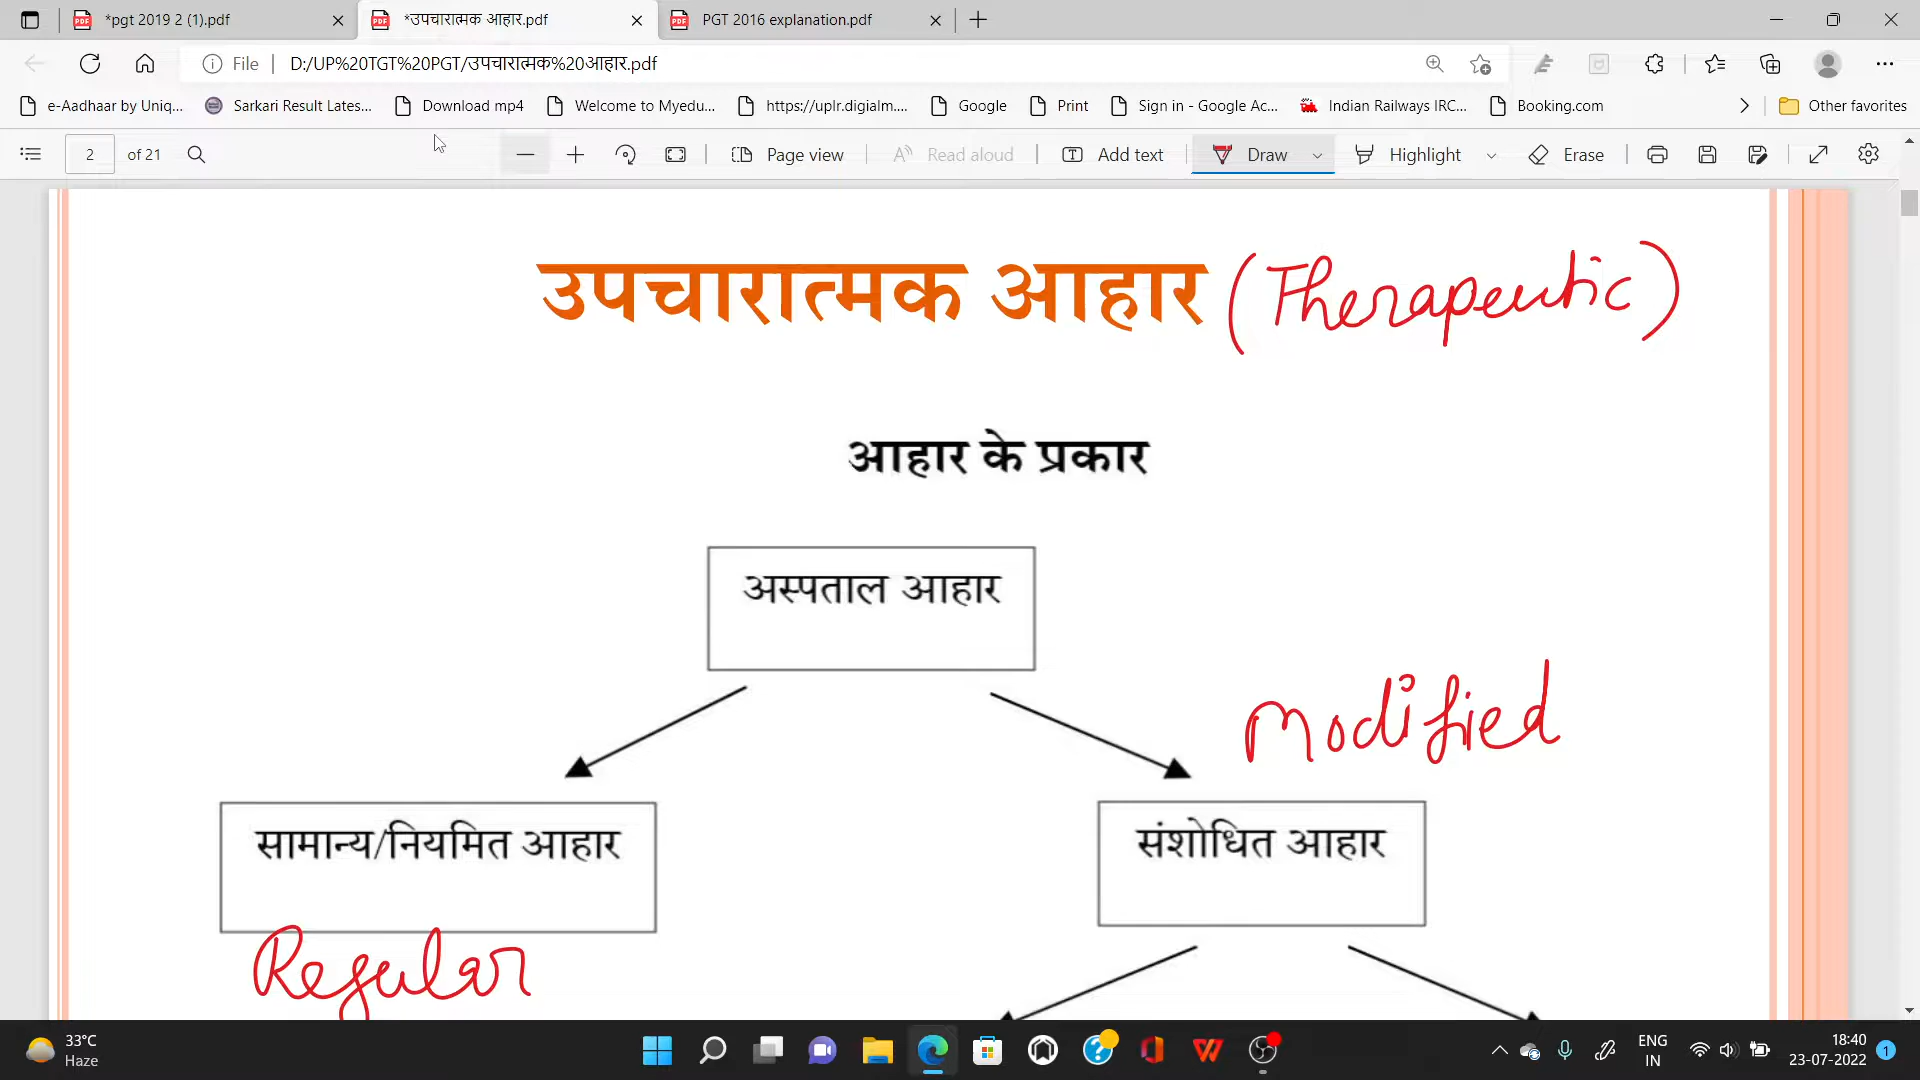 *pgt 2019 2 (1).pdf
*उपचारात्मक आहार.pdf
PGT 2016 explanation.pdf
File
D:/UP%20TGT%20PGT/उपचारात्मक%20आहार.pdf
e-Aadhaar by Uniq...
Sarkari Result Lates...
Download mp4
Welcome to Myedu...
https://uplr.digialm....
Google
Print
Sign in - Google Ac...
Indian Railways IRC...
Booking.com
Other favorites
2 of 21
Page view
Read aloud
Add text
Draw
Highlight
Erase
उपचारात्मक आहार (Therapeutic)
आहार के प्रकार
अस्पताल आहार
Modified
सामान्य/नियमित आहार
संशोधित आहार
Regular
33°C
Haze
ENG
IN
18:40
23-07-2022
1